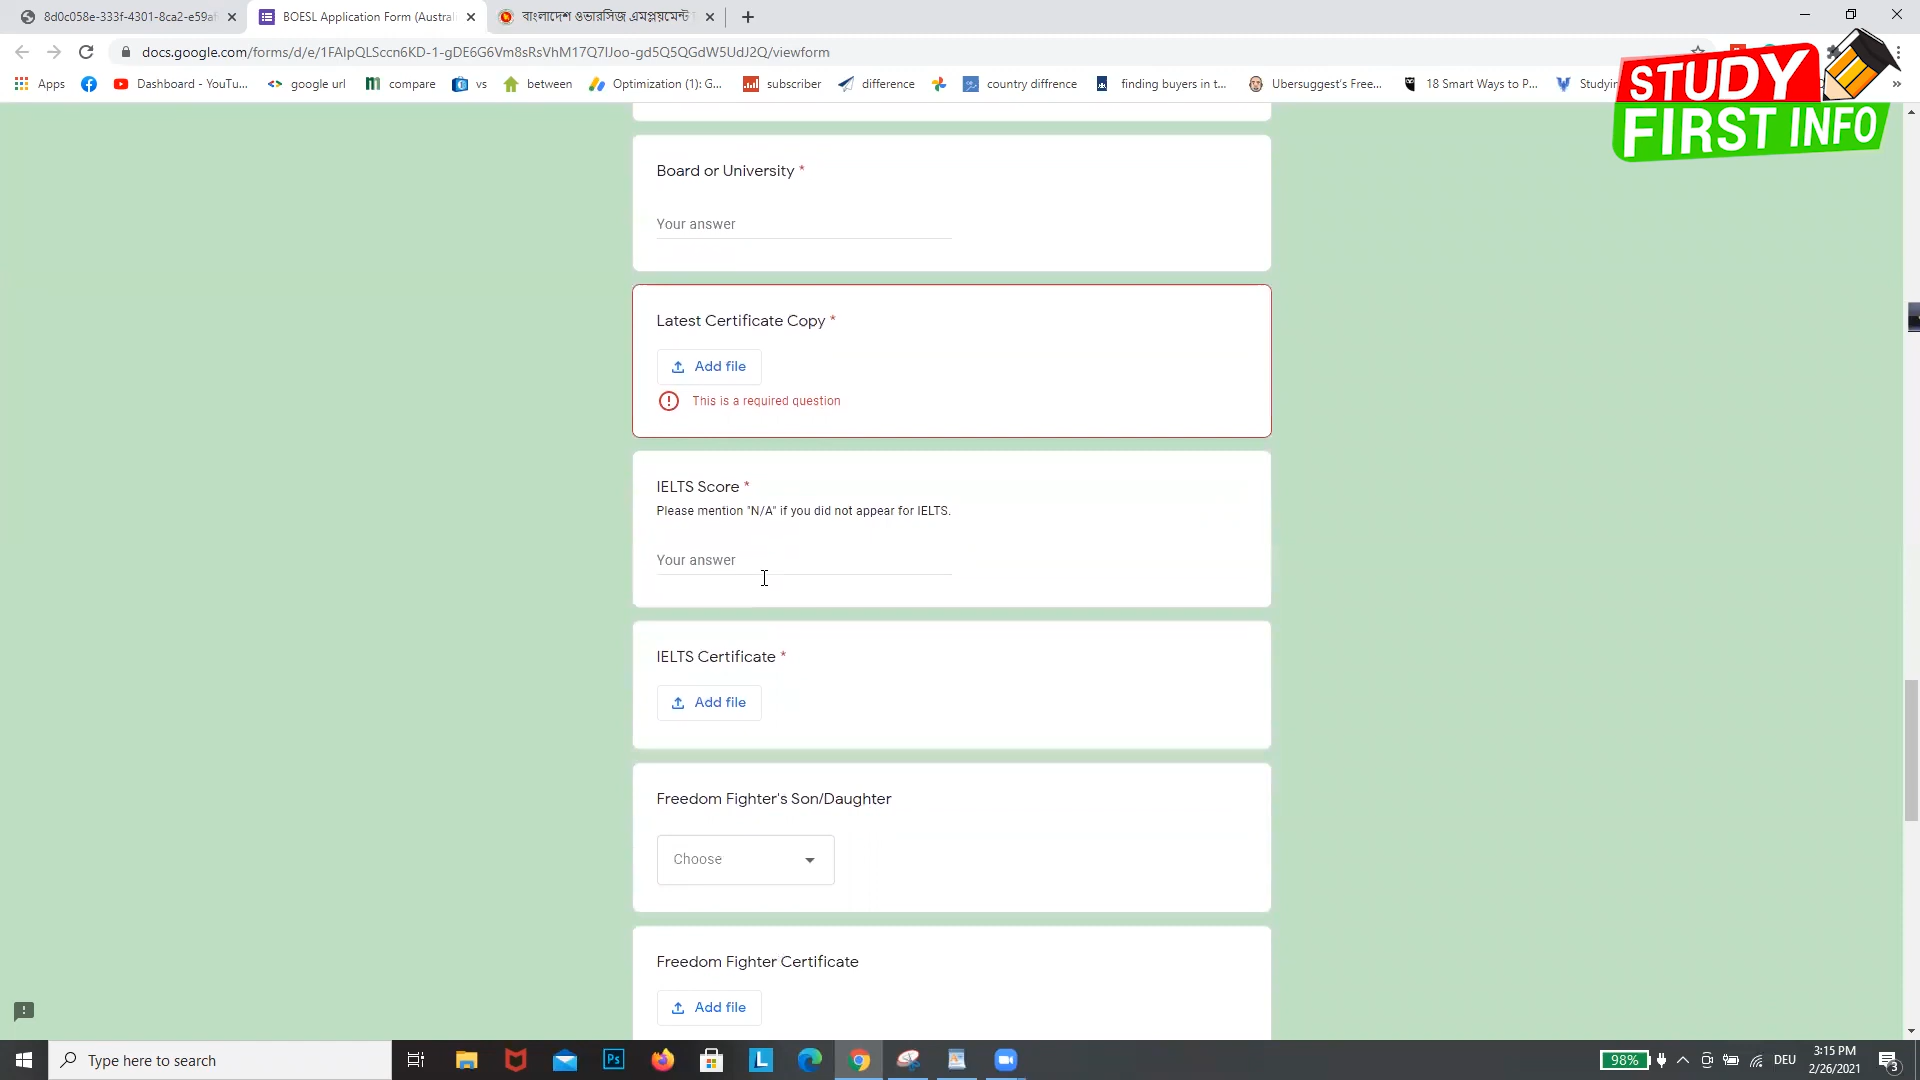 8d0c058e-333f-4301-8ca2-e59af
BOESL Application Form (Austral
বাংলাদেশ ওভারসিজ এমপ্লয়মেন্ট
docs.google.com/forms/d/e/1FAIpQLSccn6KD-1-gDE6G6Vm8sRsVhM17Q7IJoo-gd5Q5QGdW5UdJ2Q/viewform
Apps
Dashboard - YouTu...
google url
compare
vs
between
Optimization (1): G...
subscriber
difference
country diffrence
finding buyers in t...
Ubersuggest's Free...
18 Smart Ways to P...
Studyin
»
STUDY
FIRST INFO
Board or University *
Your answer
Latest Certificate Copy *
Add file
This is a required question
IELTS Score *
Please mention "N/A" if you did not appear for IELTS.
Your answer
IELTS Certificate *
Add file
Freedom Fighter's Son/Daughter
Choose
Freedom Fighter Certificate
Add file
Type here to search
Ps
L
98%
DEU
3:15 PM
2/26/2021
3